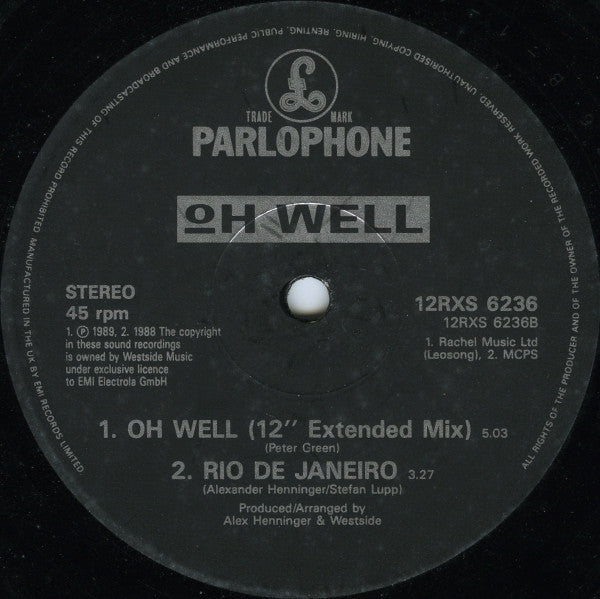 UNAUTHORISED COPYING, HIRING, RENTING, PUBLIC PERFORMANCE AND BROADCASTING OF THIS RECORD PROHIBITED. MANUFACTURED IN THE UK BY EMI RECORDS LIMITED
ALL RIGHTS OF THE PRODUCER AND OF THE OWNER OF THE RECORDED WORK RESERVED.
£
TRADE MARK
PARLOPHONE
OH WELL
STEREO
45 rpm
1. ℗ 1989, 2. 1988 The copyright
in these sound recordings
is owned by Westside Music
under exclusive licence
to EMI Electrola GmbH
12RXS 6236
12RXS 6236B
1. Rachel Music Ltd
(Leosong), 2. MCPS
1. OH WELL (12″ Extended Mix) 5.03
(Peter Green)
2. RIO DE JANEIRO 3.27
(Alexander Henninger/Stefan Lupp)
Produced/Arranged by
Alex Henninger & Westside